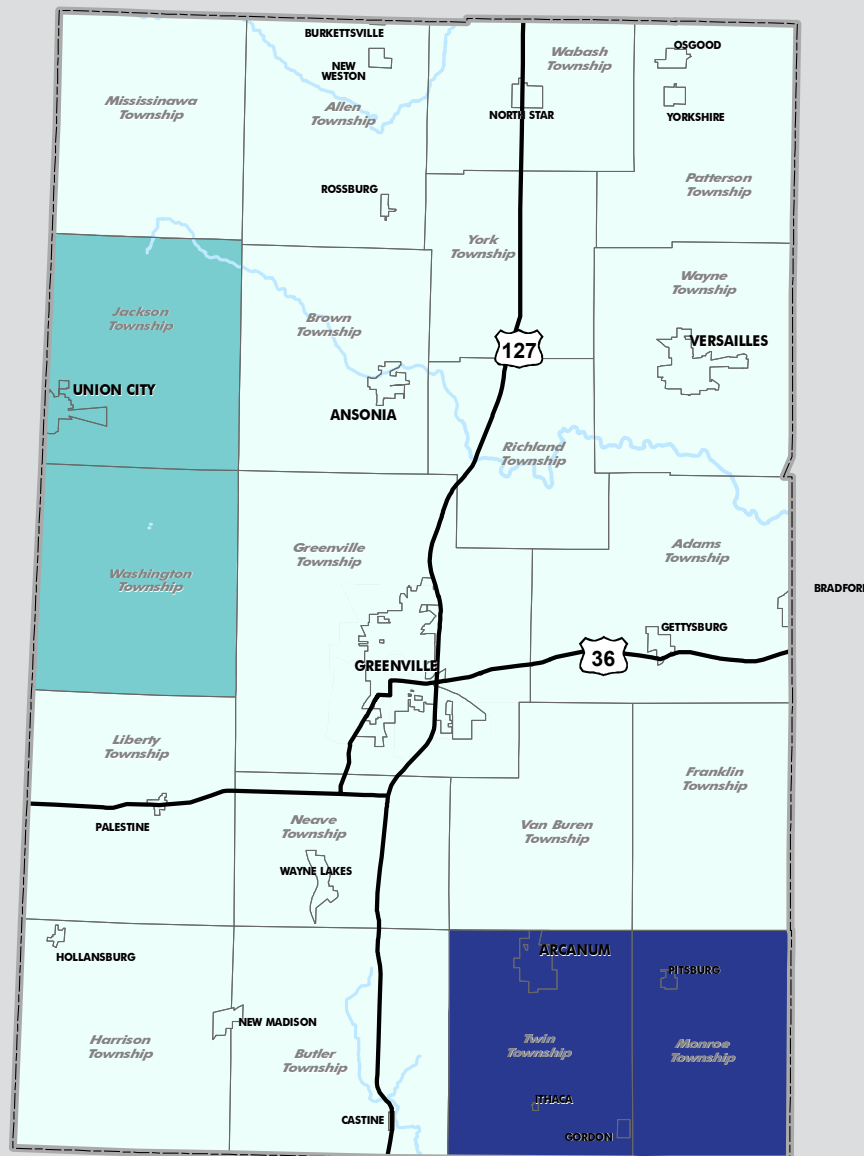 BURKETTSVILLE
NEW
WESTON
Wabash
Township
OSGOOD
Mississinawa
Township
Allen
Township
NORTH STAR
YORKSHIRE
ROSSBURG
Patterson
Township
York
Township
Wayne
Township
Jackson
Township
Brown
Township
127
VERSAILLES
UNION CITY
ANSONIA
Richland
Township
Greenville
Township
Adams
Township
Washington
Township
BRADFOR
GETTYSBURG
GREENVILLE
36
Liberty
Township
Franklin
Township
PALESTINE
Neave
Township
Van Buren
Township
WAYNE LAKES
ARCANUM
HOLLANSBURG
PITSBURG
NEW MADISON
Harrison
Township
Butler
Township
Twin
Township
Monroe
Township
ITHACA
CASTINE
GORDON